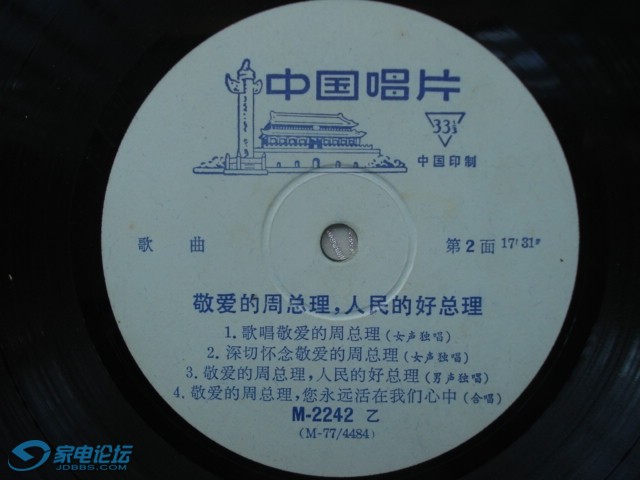 中国唱片
33⅓
中国印制
歌 曲
第2面 17′31″
敬爱的周总理,人民的好总理
1. 歌唱敬爱的周总理(女声独唱)
2. 深切怀念敬爱的周总理(女声独唱)
3. 敬爱的周总理,人民的好总理(男声独唱)
4. 敬爱的周总理,您永远活在我们心中(合唱)
M-2242 乙
(M-77/4484)
家电论坛
JDBBS.COM